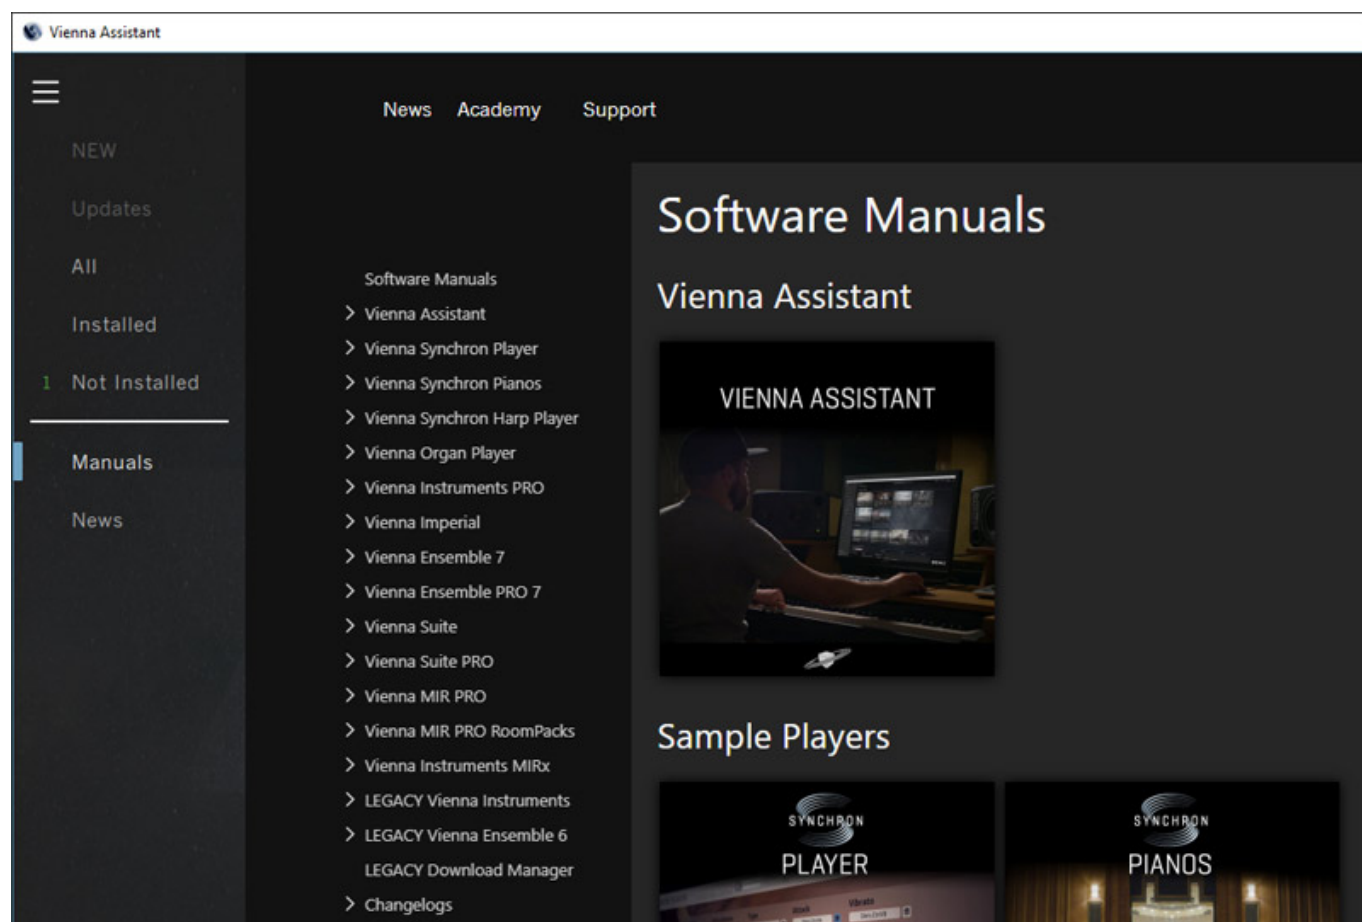 Vienna Assistant
News Academy Support
NEW
Updates
All
Installed
1 Not Installed
Manuals
News
Software Manuals
Vienna Assistant
Vienna Synchron Player
Vienna Synchron Pianos
Vienna Synchron Harp Player
Vienna Organ Player
Vienna Instruments PRO
Vienna Imperial
Vienna Ensemble 7
Vienna Ensemble PRO 7
Vienna Suite
Vienna Suite PRO
Vienna MIR PRO
Vienna MIR PRO RoomPacks
Vienna Instruments MIRx
LEGACY Vienna Instruments
LEGACY Vienna Ensemble 6
LEGACY Download Manager
Changelogs
Software Manuals
Vienna Assistant
VIENNA ASSISTANT
Sample Players
SYNCHRON
PLAYER
Vibrato
SYNCHRON
PIANOS